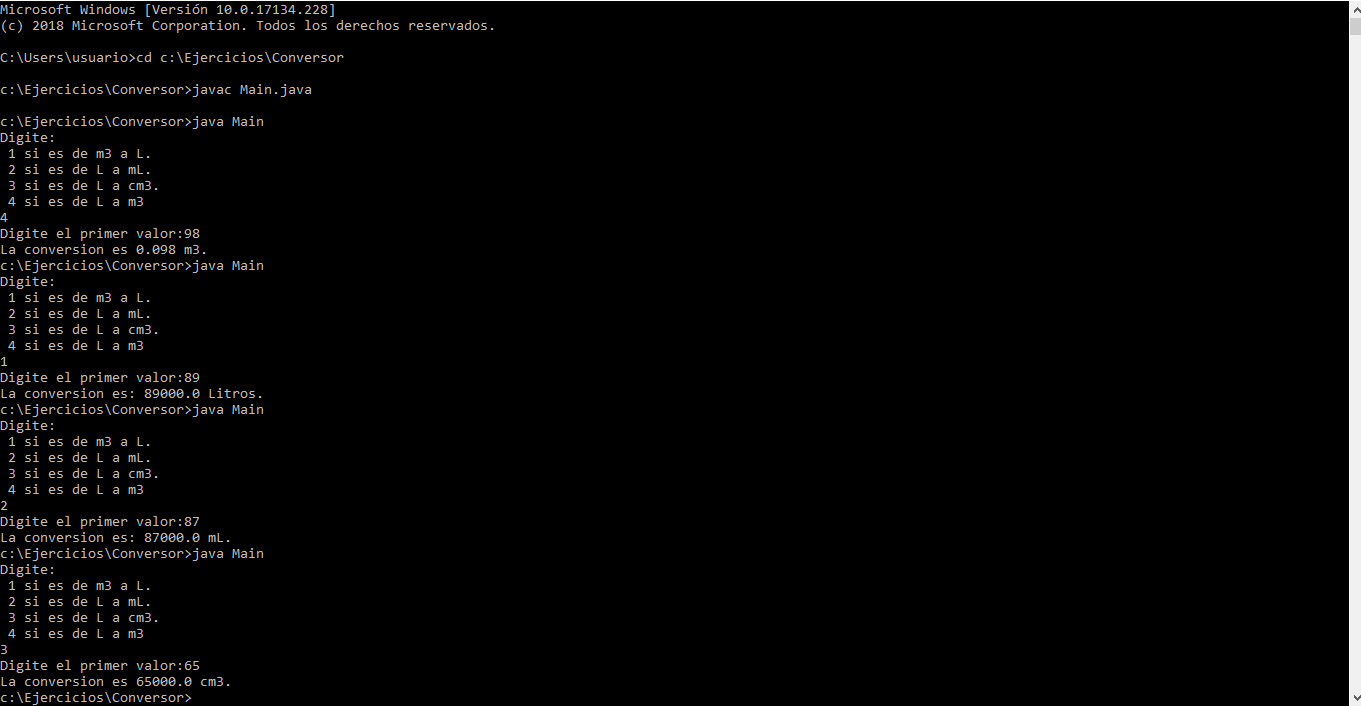 Microsoft Windows [Versión 10.0.17134.228]
(c) 2018 Microsoft Corporation. Todos los derechos reservados.
C:\Users\usuario>cd c:\Ejercicios\Conversor
c:\Ejercicios\Conversor>javac Main.java
c:\Ejercicios\Conversor>java Main
Digite:
 1 si es de m3 a L.
 2 si es de L a mL.
 3 si es de L a cm3.
 4 si es de L a m3
4
Digite el primer valor:98
La conversion es 0.098 m3.
c:\Ejercicios\Conversor>java Main
Digite:
 1 si es de m3 a L.
 2 si es de L a mL.
 3 si es de L a cm3.
 4 si es de L a m3
1
Digite el primer valor:89
La conversion es: 89000.0 Litros.
c:\Ejercicios\Conversor>java Main
Digite:
 1 si es de m3 a L.
 2 si es de L a mL.
 3 si es de L a cm3.
 4 si es de L a m3
2
Digite el primer valor:87
La conversion es: 87000.0 mL.
c:\Ejercicios\Conversor>java Main
Digite:
 1 si es de m3 a L.
 2 si es de L a mL.
 3 si es de L a cm3.
 4 si es de L a m3
3
Digite el primer valor:65
La conversion es 65000.0 cm3.
c:\Ejercicios\Conversor>